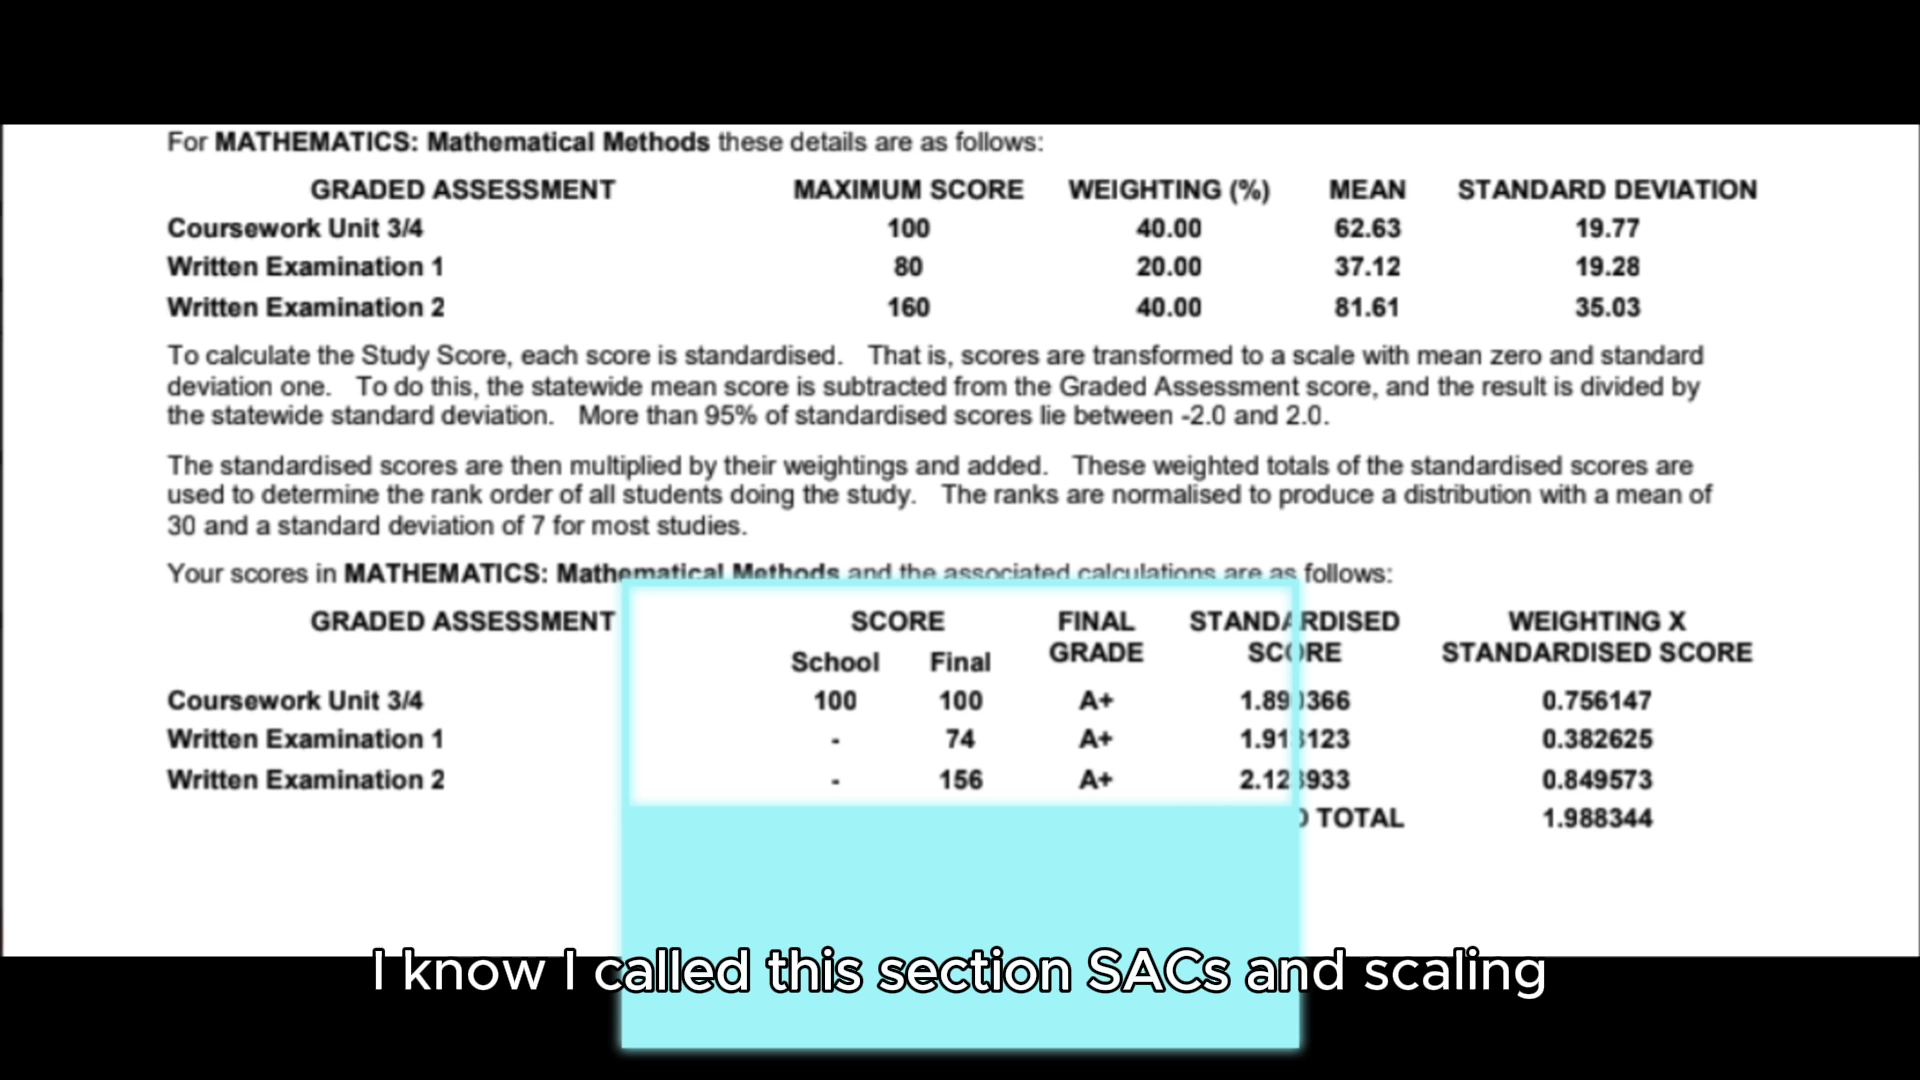 For MATHEMATICS: Mathematical Methods these details are as follows:
GRADED ASSESSMENT MAXIMUM SCORE WEIGHTING (%) MEAN STANDARD DEVIATION
Coursework Unit 3/4 100 40.00 62.63 19.77
Written Examination 1 80 20.00 37.12 19.28
Written Examination 2 160 40.00 81.61 35.03
To calculate the Study Score, each score is standardised. That is, scores are transformed to a scale with mean zero and standard
deviation one. To do this, the statewide mean score is subtracted from the Graded Assessment score, and the result is divided by
the statewide standard deviation. More than 95% of standardised scores lie between -2.0 and 2.0.
The standardised scores are then multiplied by their weightings and added. These weighted totals of the standardised scores are
used to determine the rank order of all students doing the study. The ranks are normalised to produce a distribution with a mean of
30 and a standard deviation of 7 for most studies.
Your scores in MATHEMATICS: Mathematical Methods and the associated calculations are as follows:
GRADED ASSESSMENT SCORE FINAL STANDARDISED WEIGHTING X
School Final GRADE SCORE STANDARDISED SCORE
Coursework Unit 3/4 100 100 A+ 1.890366 0.756147
Written Examination 1 - 74 A+ 1.913123 0.382625
Written Examination 2 - 156 A+ 2.123933 0.849573
TOTAL 1.988344
I know I called this section SACs and scaling